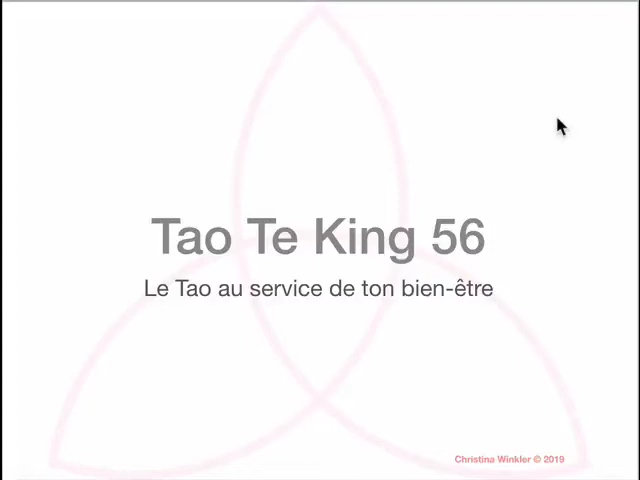 Tao Te King 56
Le Tao au service de ton bien-être
Christina Winkler © 2019